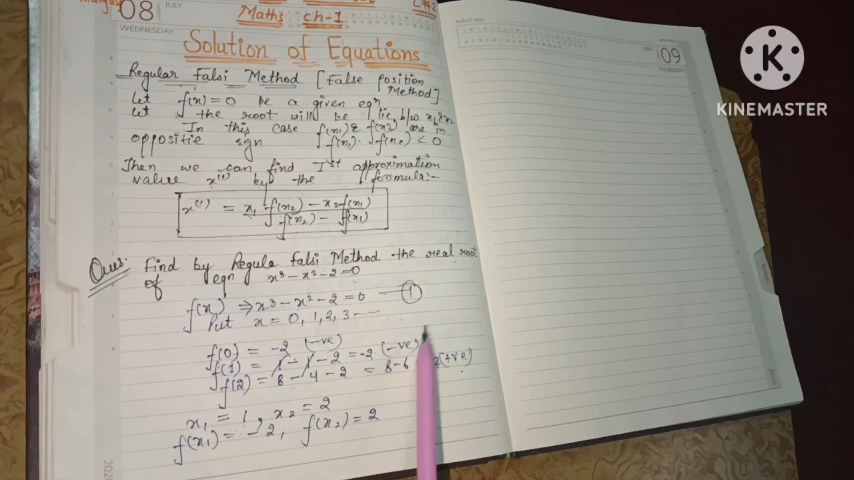 08 JULY
WEDNESDAY
Maths ch-1
Solution of Equations
Regular Falsi Method [False position Method]
Let f(x) = 0 be a given eqn
Let the root will be lie b/w x1 & x2
In this case f(x1) & f(x2) are in
oppositie sgn f(x1) . f(x2) < 0
Then we can find Ist approximation
value x⁽¹⁾ by the formula:-
x⁽¹⁾ = x1 f(x2) - x2 f(x1)
f(x2) - f(x1)
Ques. Find by Regula Falsi Method the real root
of eqn x³ - x² - 2 = 0
f(x) ⇒ x³ - x² - 2 = 0 — ①
Put x = 0, 1, 2, 3 ---
f(0) = -2 (-ve)
f(1) = 1 - 1 - 2 = -2 (-ve)
f(2) = 8 - 4 - 2 = 8 - 6 2 (+ve)
x1 = 1, x2 = 2
f(x1) = -2, f(x2) = 2
09
KINEMASTER